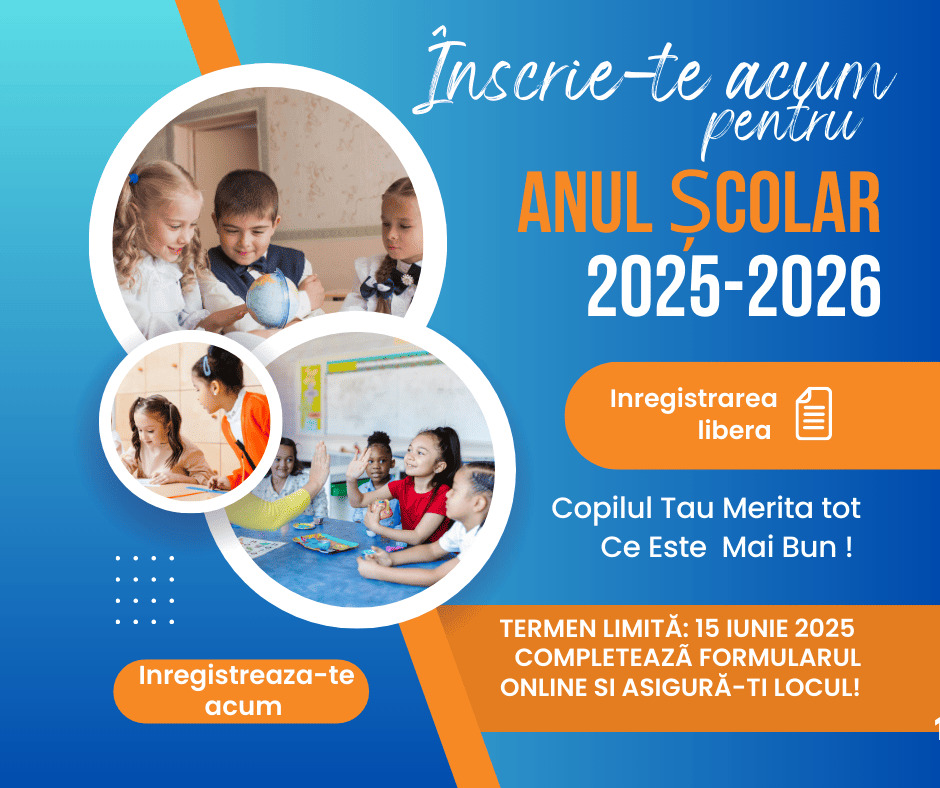 Înscrie-te acum
pentru
ANUL ȘCOLAR
2025-2026
Inregistrarea
libera
Copilul Tau Merita tot
Ce Este Mai Bun !
TERMEN LIMITĂ: 15 IUNIE 2025
COMPLETEAZÃ FORMULARUL
ONLINE SI ASIGURĂ-TI LOCUL!
Inregistreaza-te
acum